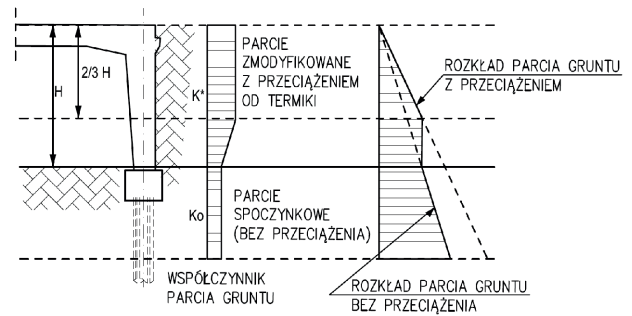 PARCIE
ZMODYFIKOWANE
Z PRZECIĄŻENIEM
OD TERMIKI
ROZKŁAD PARCIA GRUNTU
Z PRZECIĄŻENIEM
2/3 H
H
K*
Ko
PARCIE
SPOCZYNKOWE
(BEZ PRZECIĄŻENIA)
WSPÓŁCZYNNIK
PARCIA GRUNTU
ROZKŁAD PARCIA GRUNTU
BEZ PRZECIĄŻENIA